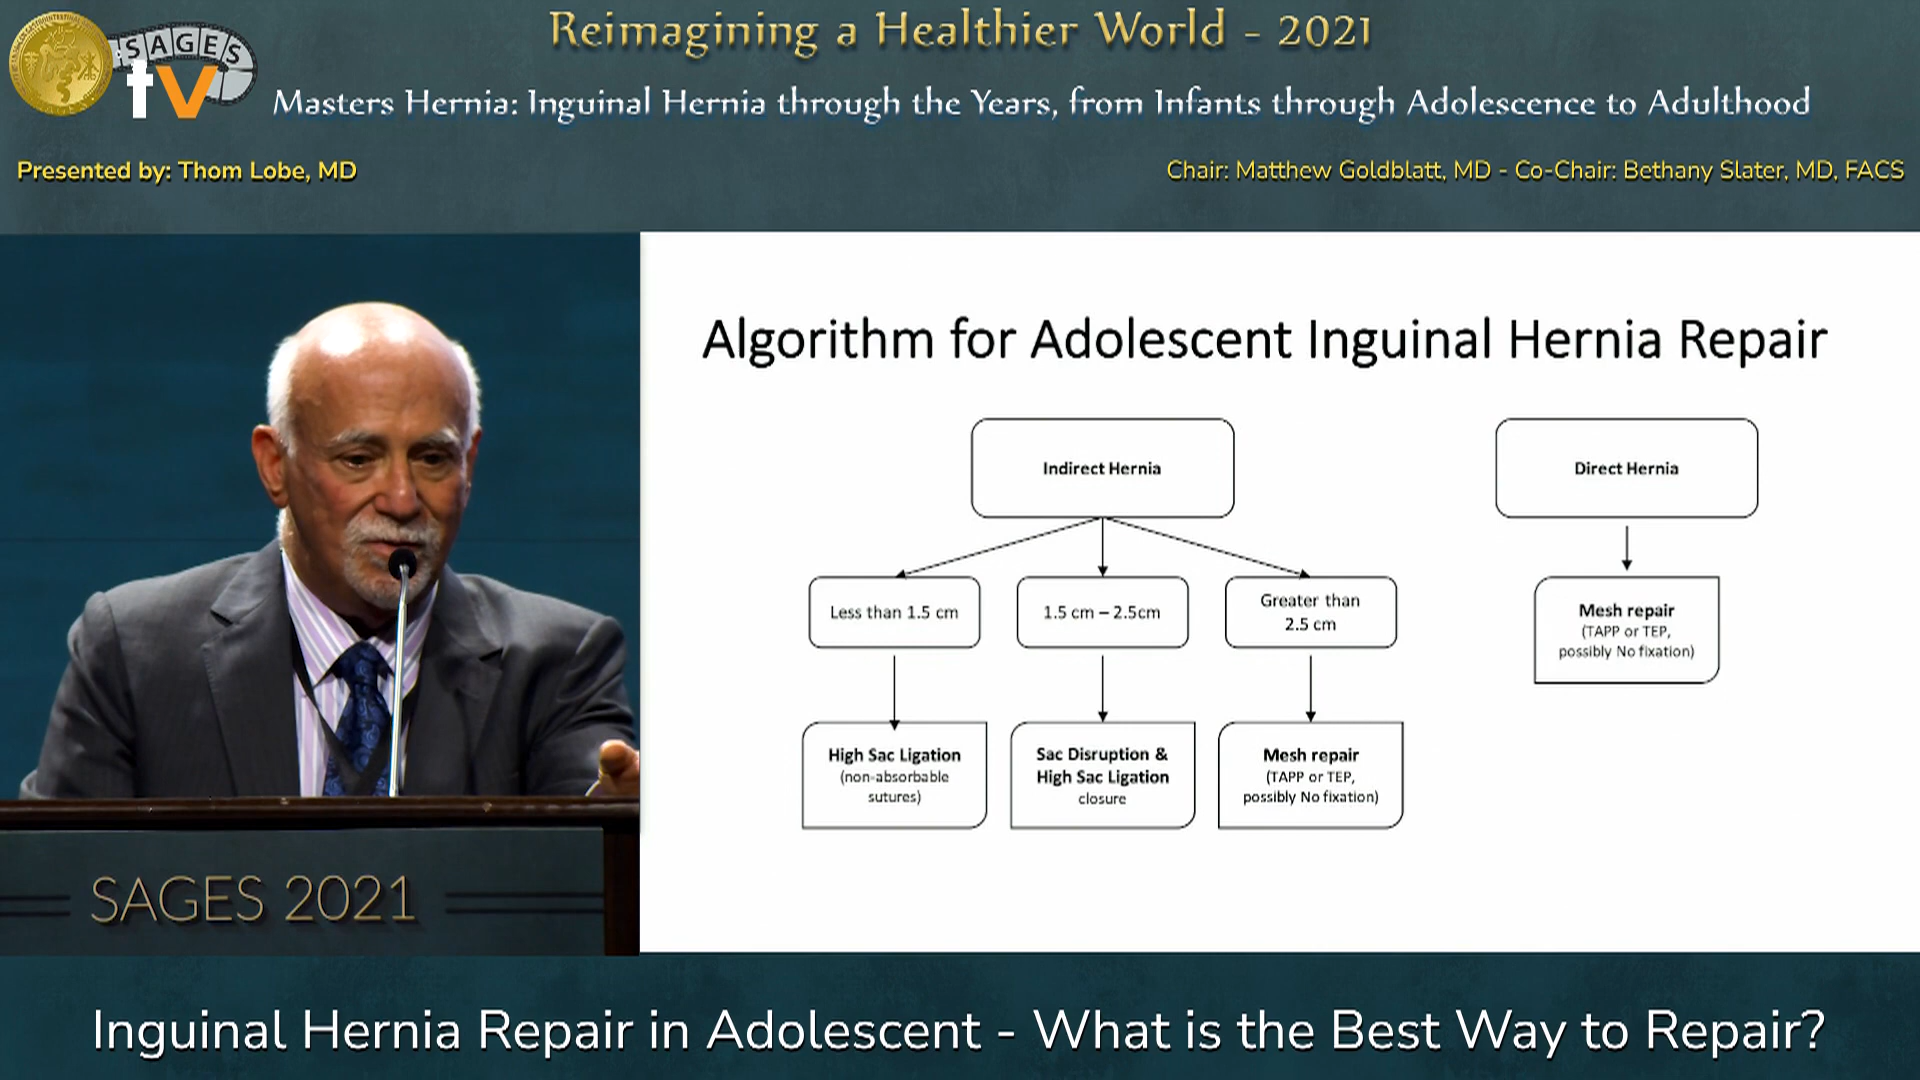 Reimagining a Healthier World - 2021
SAGES
tv
Masters Hernia: Inguinal Hernia through the Years, from Infants through Adolescence to Adulthood
Presented by: Thom Lobe, MD
Chair: Matthew Goldblatt, MD - Co-Chair: Bethany Slater, MD, FACS
Algorithm for Adolescent Inguinal Hernia Repair
Indirect Hernia
Direct Hernia
Less than 1.5 cm
1.5 cm – 2.5cm
Greater than
2.5 cm
Mesh repair
(TAPP or TEP,
possibly No fixation)
High Sac Ligation
(non-absorbable
sutures)
Sac Disruption &
High Sac Ligation
closure
Mesh repair
(TAPP or TEP,
possibly No fixation)
SAGES 2021
Inguinal Hernia Repair in Adolescent - What is the Best Way to Repair?